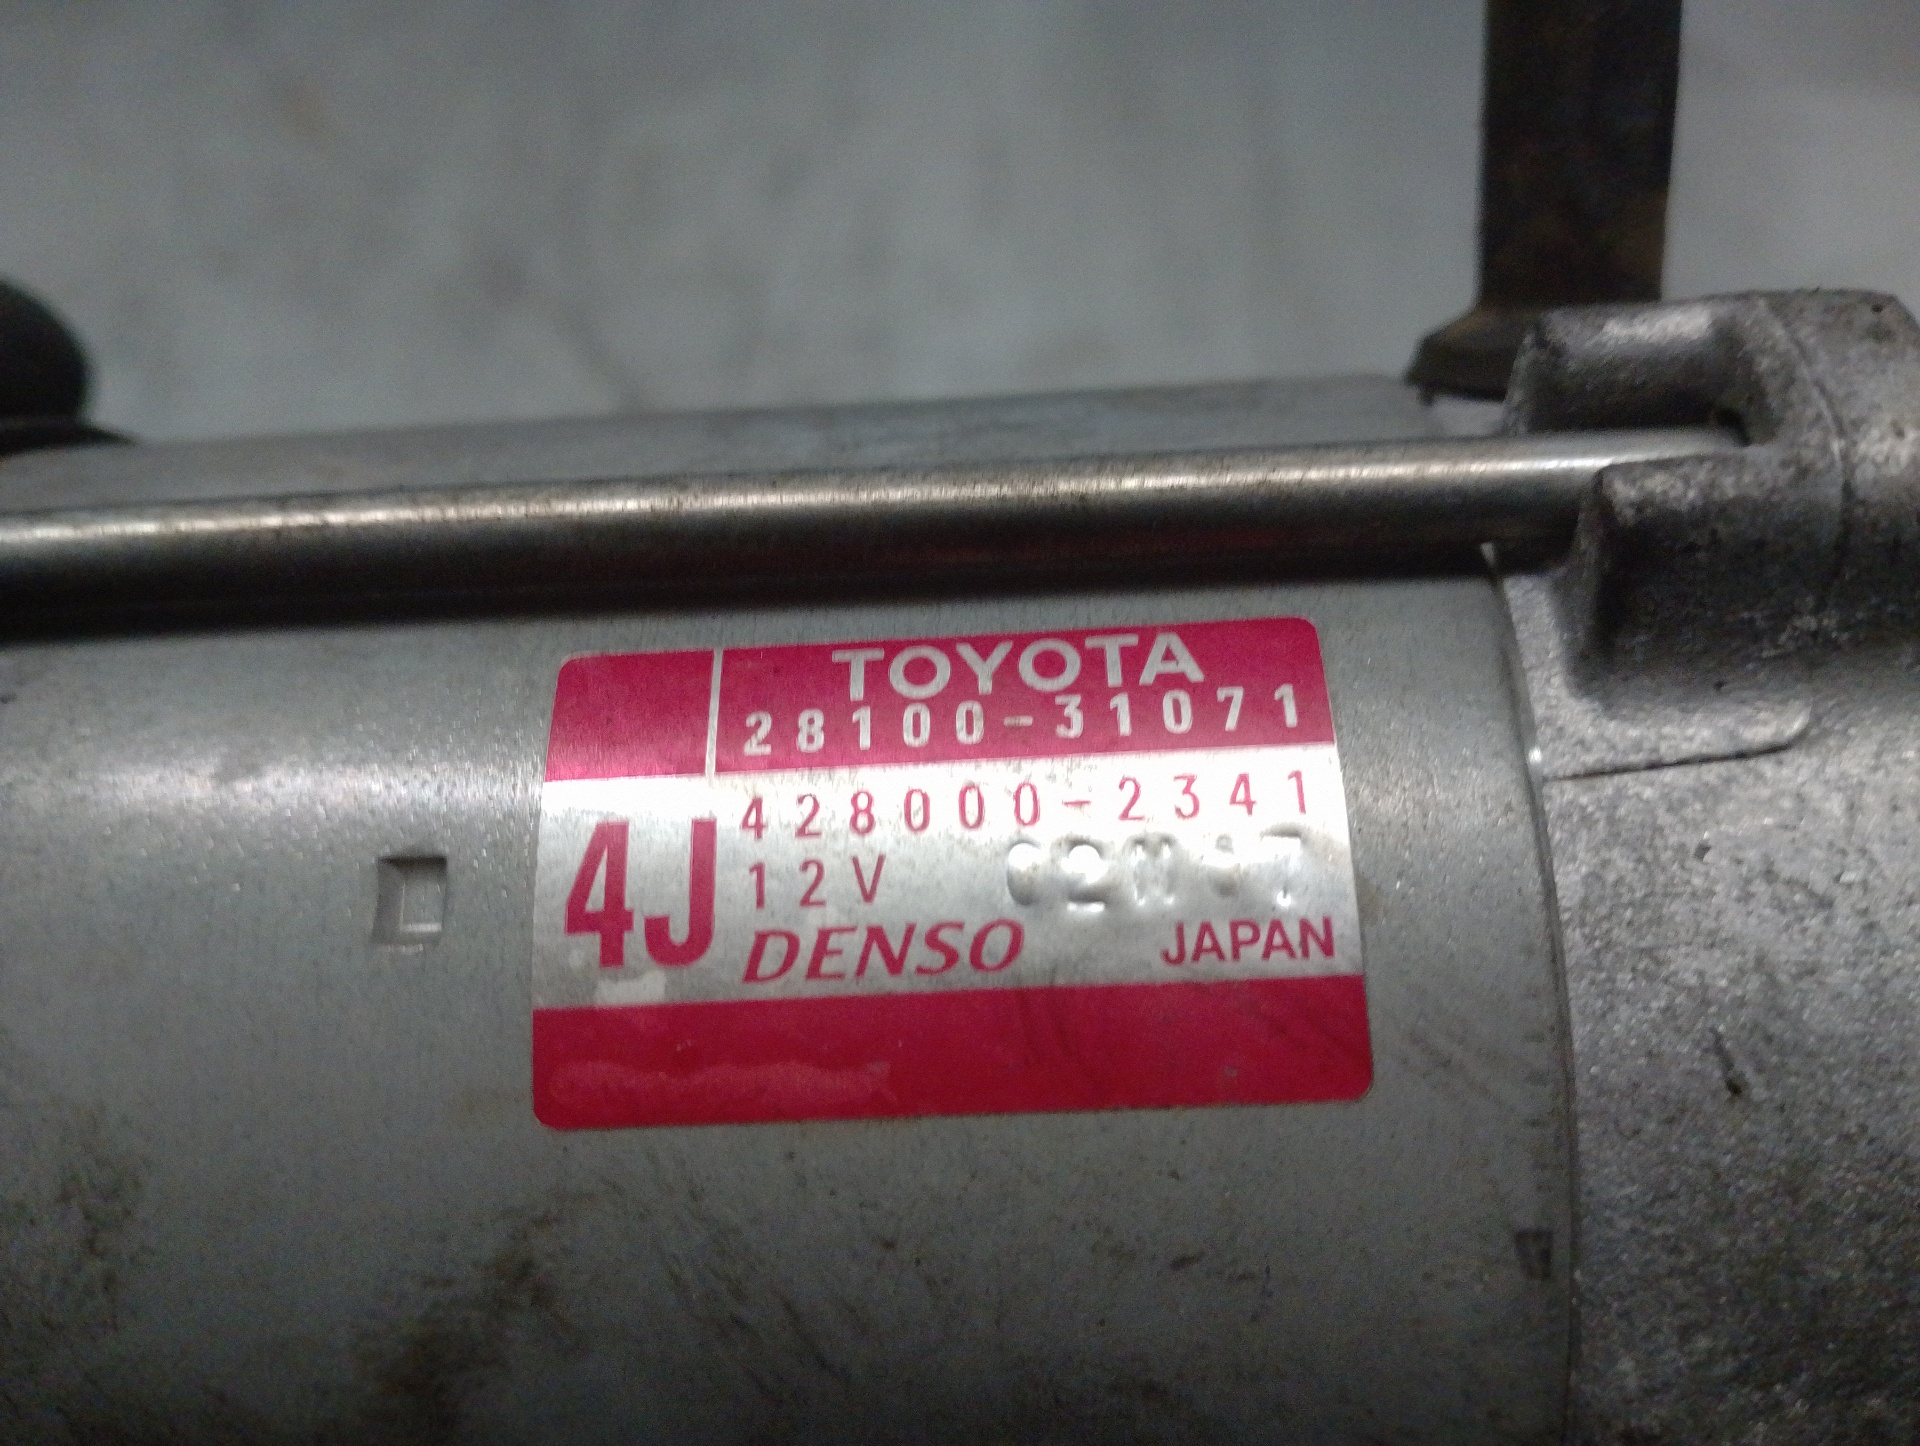 TOYOTA
28100-31071
428000-2341
4J
12V
DENSO JAPAN